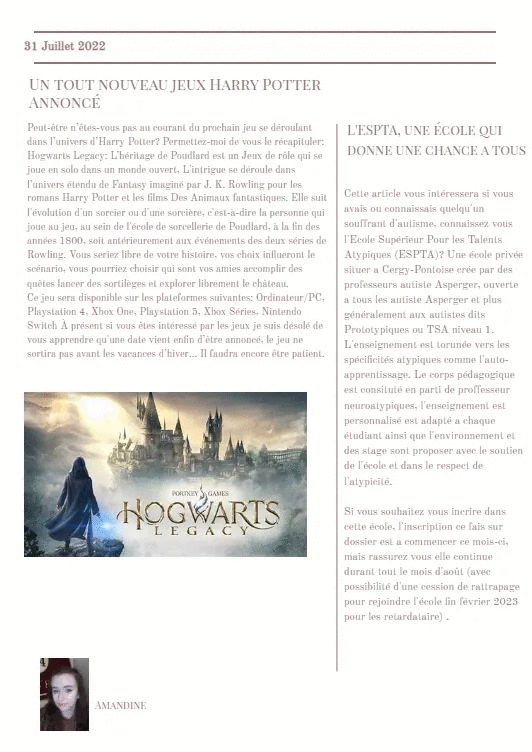 31 Juillet 2022
Un tout nouveau jeux Harry Potter
annoncé
Peut-être n'êtes-vous pas au courant du prochain jeu se déroulant
dans l'univers d'Harry Potter? Permettez-moi de vous le récapituler:
Hogwarts Legacy: L'héritage de Poudlard est un Jeux de rôle qui se
joue en solo dans un monde ouvert, L'intrigue se déroule dans
l'univers étendu de Fantasy imaginé par J. K. Rowling pour les
romans Harry Potter et les films Des Animaux fantastiques. Elle suit
l'évolution d'un sorcier ou d'une sorcière, c'est-à-dire la personne qui
joue au jeu, au sein de l'école de sorcellerie de Poudlard, à la fin des
années 1800, soit antérieurement aux événements des deux séries de
Rowling. Vous seriez libre de votre histoire, vos choix influeront le
scénario, vous pourriez choisir qui sont vos amies accomplir des
quêtes lancer des sortilèges et explorer librement le château.
Ce jeu sera disponible sur les plateformes suivantes: Ordinateur/PC,
Playstation 4, Xbox One, Playstation 5, Xbox Séries, Nintendo
Switch À présent si vous êtes intéressé par les jeux je suis désolé de
vous apprendre qu'une date vient enfin d'être annoncé, le jeu ne
sortira pas avant les vacances d'hiver... Il faudra encore être patient.
PORTKEY GAMES
HOGWARTS
LEGACY
Amandine
L'ESPTA, une école qui
donne une chance a tous
Cette article vous intéressera si vous
avais ou connaissais quelqu'un
souffrant d'autisme, connaissez vous
l'Ecole Supérieur Pour les Talents
Atypiques (ESPTA)? Une école privée
situer a Cergy-Pontoise crée par des
professeurs autiste Asperger, ouverte
a tous les autiste Asperger et plus
généralement aux autistes dits
Prototypiques ou TSA niveau 1.
L'enseignement est torunée vers les
spécificités atypiques comme l'auto-
apprentissage. Le corps pédagogique
est consituté en parti de proffesseur
neuroatypiques, l'enseignement est
personnalisé est adapté a chaque
étudiant ainsi que l'environnement et
des stage sont proposer avec le soutien
de l'école et dans le respect de
l'atypicité.
Si vous souhaitez vous incrire dans
cette école, l'inscription ce fais sur
dossier est a commencer ce mois-ci,
mais rassurez vous elle continue
durant tout le mois d'août (avec
possibilité d'une cession de rattrapage
pour rejoindre l'école fin février 2023
pour les retardataire) .